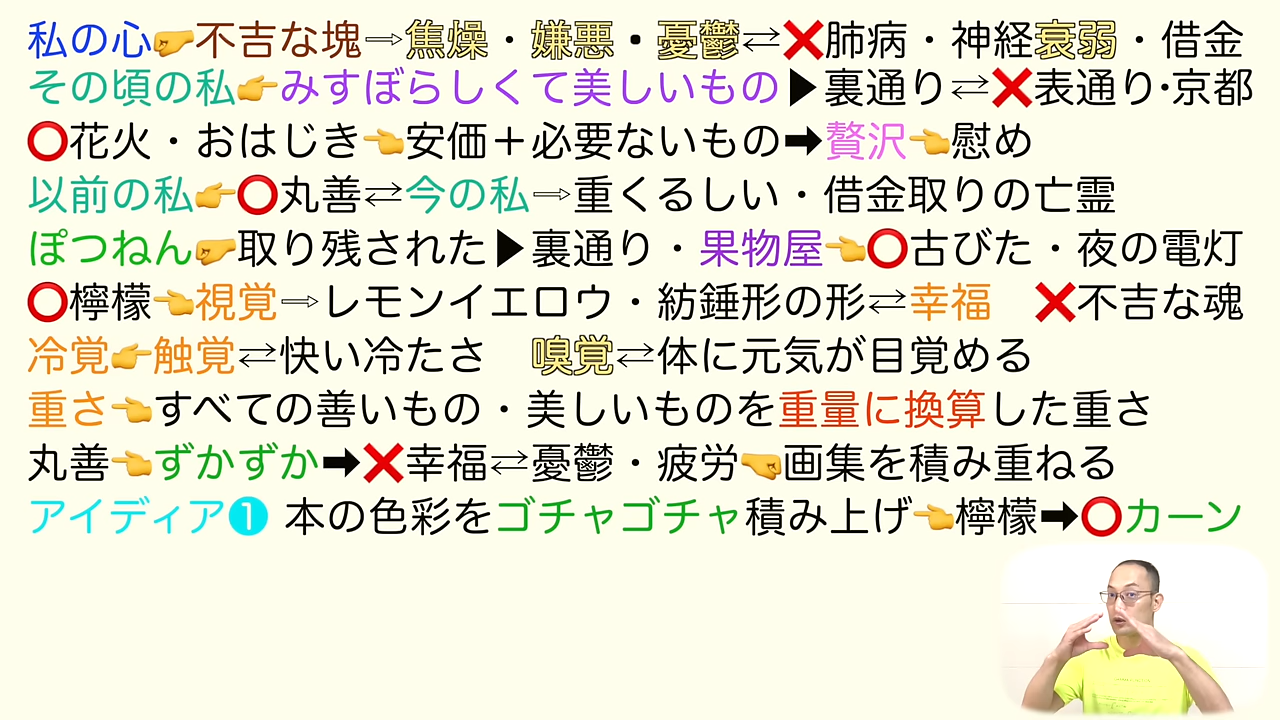 私の心👉不吉な塊⇨焦燥・嫌悪・憂鬱⇄❌肺病・神経衰弱・借金
その頃の私👉みすぼらしくて美しいもの▶裏通り⇄❌表通り・京都
⭕花火・おはじき👈安価＋必要ないもの➡贅沢👈慰め
以前の私👉⭕丸善⇄今の私⇨重くるしい・借金取りの亡霊
ぽつねん👉取り残された▶裏通り・果物屋👈⭕古びた・夜の電灯
⭕檸檬👈視覚⇨レモンイエロウ・紡錘形の形⇄幸福　❌不吉な魂
冷覚👉触覚⇄快い冷たさ　嗅覚⇄体に元気が目覚める
重さ👈すべての善いもの・美しいものを重量に換算した重さ
丸善👈ずかずか➡❌幸福⇄憂鬱・疲労👈画集を積み重ねる
アイディア❶ 本の色彩をゴチャゴチャ積み上げ👈檸檬➡⭕カーン